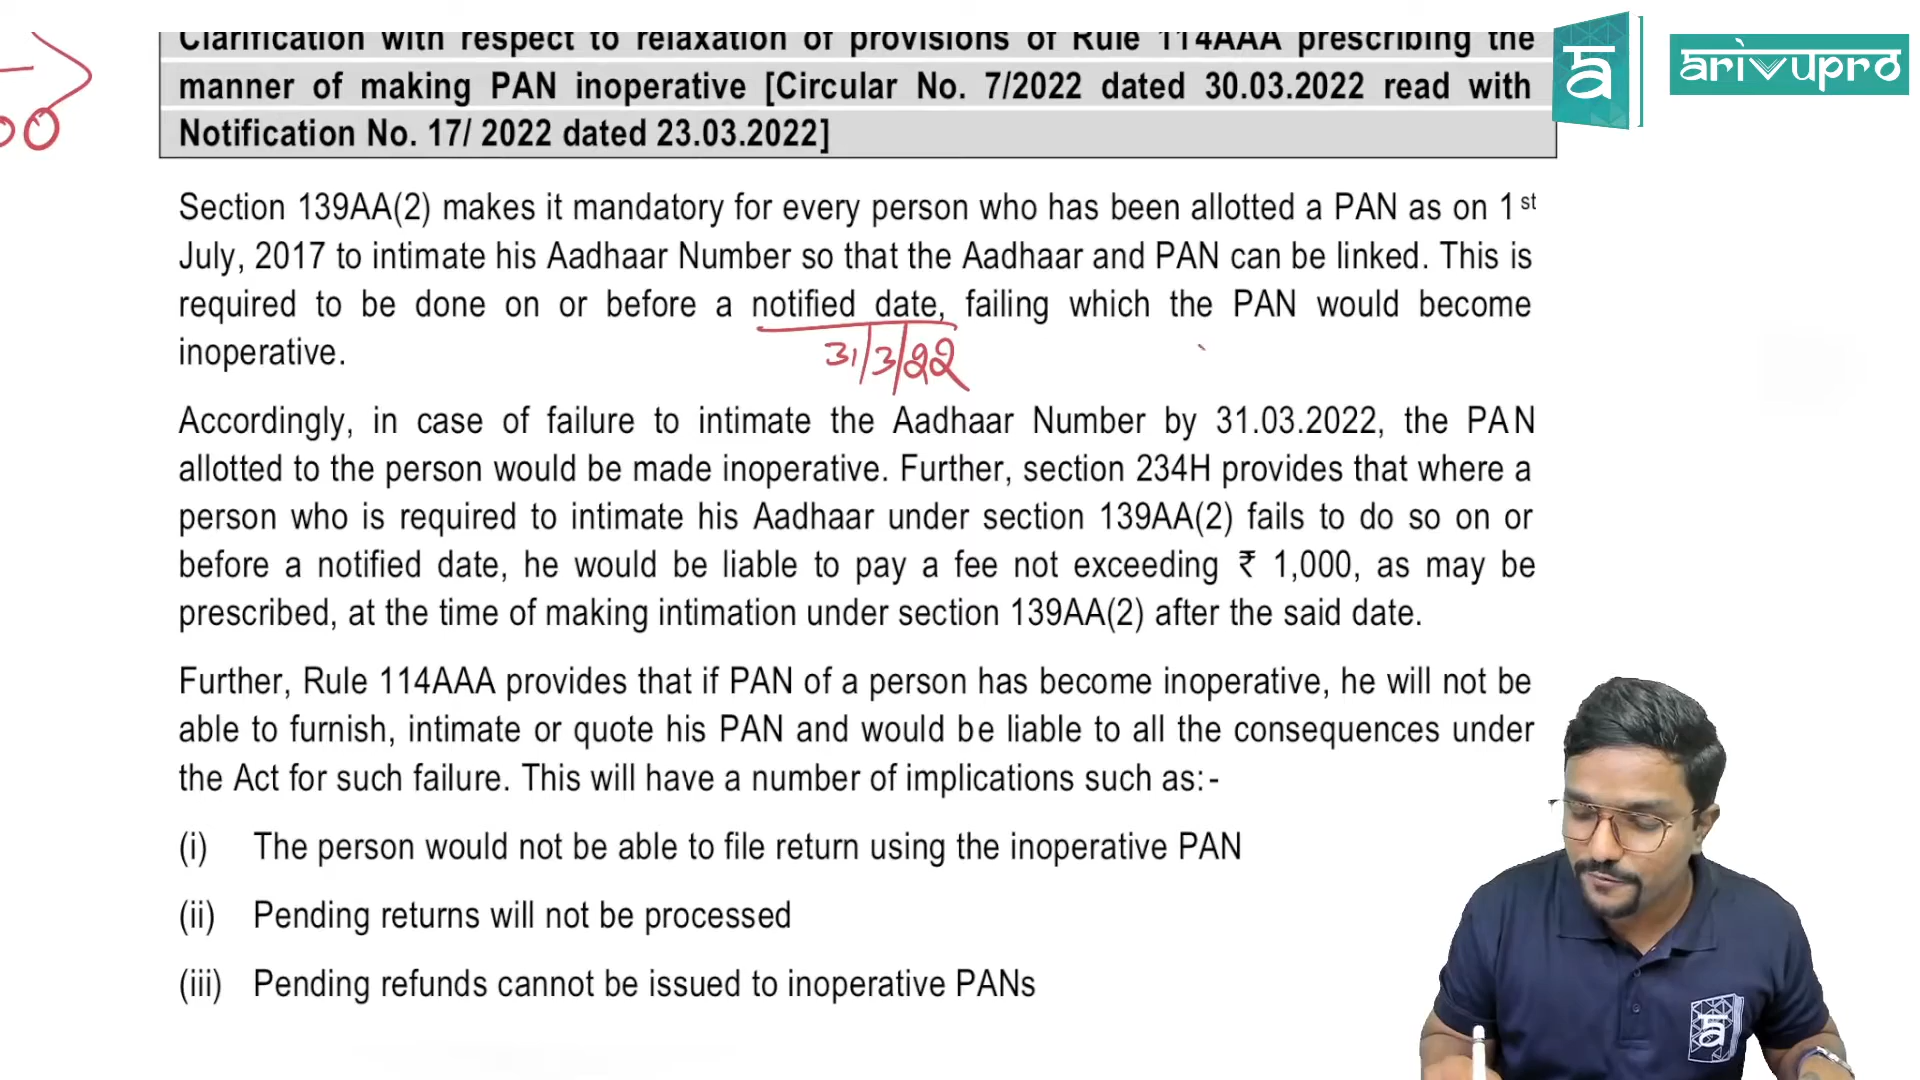 Clarification with respect to relaxation of provisions of Rule 114AAA prescribing the
manner of making PAN inoperative [Circular No. 7/2022 dated 30.03.2022 read with
Notification No. 17/ 2022 dated 23.03.2022]
arivupro
Section 139AA(2) makes it mandatory for every person who has been allotted a PAN as on 1st
July, 2017 to intimate his Aadhaar Number so that the Aadhaar and PAN can be linked. This is
required to be done on or before a notified date, failing which the PAN would become
inoperative.
31/3/22
Accordingly, in case of failure to intimate the Aadhaar Number by 31.03.2022, the PAN
allotted to the person would be made inoperative. Further, section 234H provides that where a
person who is required to intimate his Aadhaar under section 139AA(2) fails to do so on or
before a notified date, he would be liable to pay a fee not exceeding ₹ 1,000, as may be
prescribed, at the time of making intimation under section 139AA(2) after the said date.
Further, Rule 114AAA provides that if PAN of a person has become inoperative, he will not be
able to furnish, intimate or quote his PAN and would be liable to all the consequences under
the Act for such failure. This will have a number of implications such as:-
(i) The person would not be able to file return using the inoperative PAN
(ii) Pending returns will not be processed
(iii) Pending refunds cannot be issued to inoperative PANs